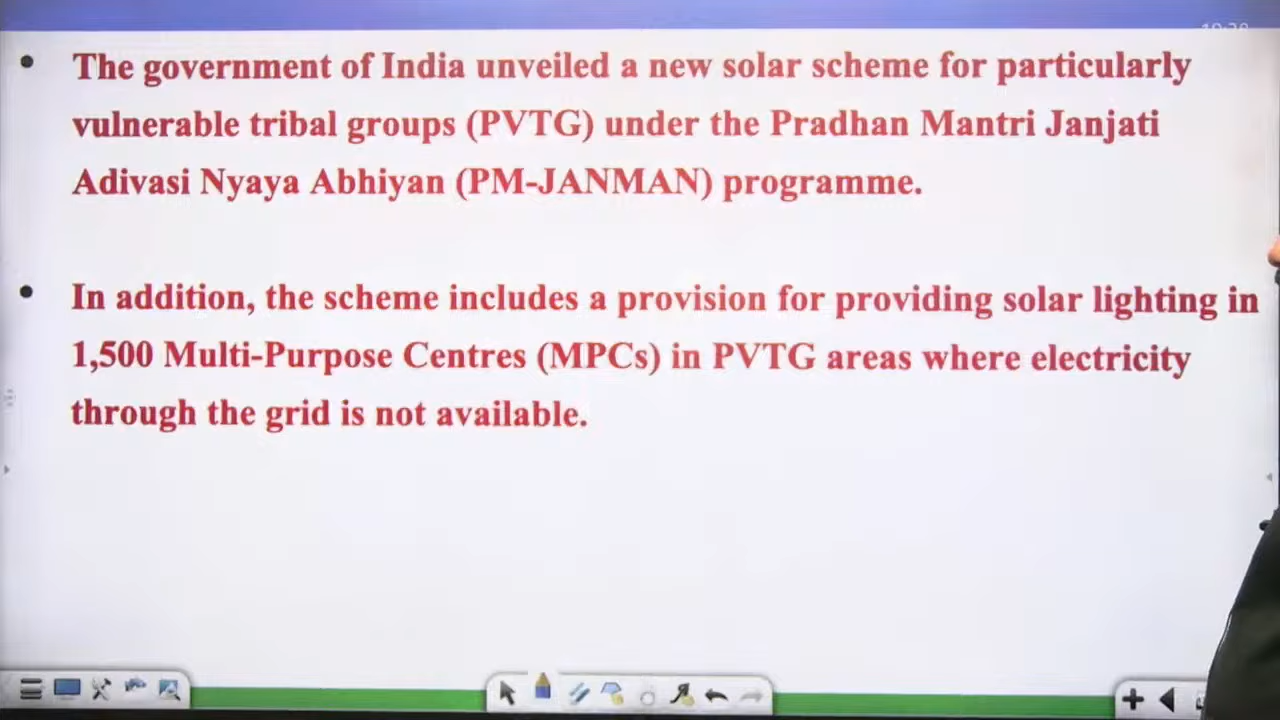 • The government of India unveiled a new solar scheme for particularly
vulnerable tribal groups (PVTG) under the Pradhan Mantri Janjati
Adivasi Nyaya Abhiyan (PM-JANMAN) programme.
• In addition, the scheme includes a provision for providing solar lighting in
1,500 Multi-Purpose Centres (MPCs) in PVTG areas where electricity
through the grid is not available.